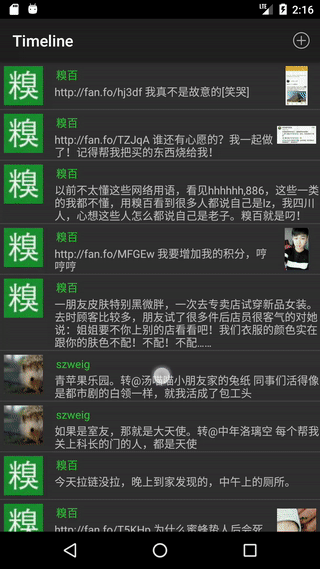 2:16
Timeline
糗
糗百
http://fan.fo/hj3df 我真不是故意的[笑哭]
糗
糗百
http://fan.fo/TZJqA 谁还有心愿的？我一起做
了！记得帮我把买的东西烧给我！
糗
糗百
以前不太懂这些网络用语，看见hhhhhh,886，这些一类
的我都不懂，用糗百看到很多人都说自己是lz，我四川
人，心想这些人怎么都说自己是老子。糗百就是叼！
糗
糗百
http://fan.fo/MFGEw 我要增加我的积分，哼
哼哼哼
糗
糗百
一朋友皮肤特别黑微胖，一次去专卖店试穿新品女装。
去时顾客比较多，朋友试了很多件后店员很客气的对她
说：姐姐要不你上别的店看看吧！我们衣服的颜色实在
跟你的肤色不配！不配！不配……
szweig
青苹果乐园。转@汤喵喵小朋友家的兔纸 同事们活得像
是都市剧的白领一样，就我活成了包工头
szweig
如果是室友，那就是大天使。转@中年洛璃空 每个帮我
关上科长的门的人，都是天使
糗
糗百
今天拉链没拉，晚上到家发现的，中午上的厕所。
糗
糗百
http://fan.fo/T5KHp 为什么蜜蜂蛰人后会死